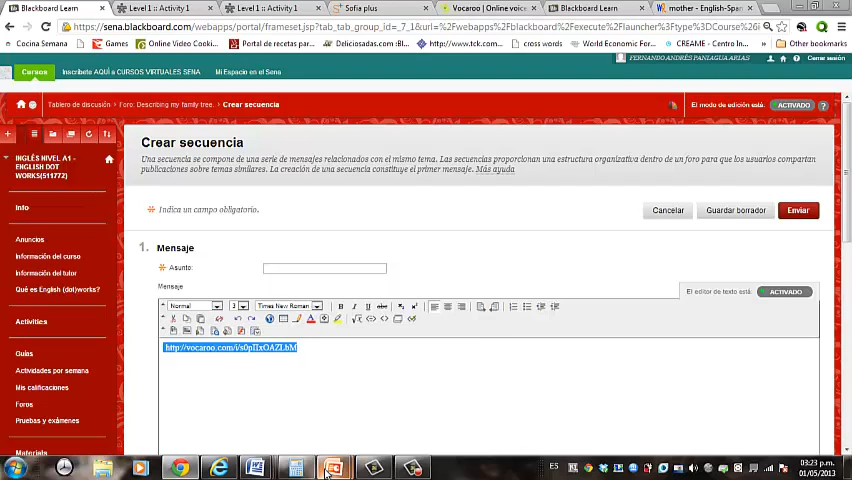 Blackboard Learn
Level 1 :: Activity 1
Level 1 :: Activity 1
Sofia plus
Vocaroo | Online voice
Blackboard Learn
mother - English-Span
https://sena.blackboard.com/webapps/portal/frameset.jsp?tab_tab_group_id=_7_1&url=%2Fwebapps%2Fblackboard%2Fexecute%2Flauncher%3Ftype%3DCourse%
Cocina Semana
Getting Started
Online Video Cooki...
Portal de recetas par...
Deliciosadas.com | C...
http://www.tck.com...
cross words
World Economic For...
CREAME - Centro In...
Other bookmarks
Cursos
Inscríbete AQUÍ a CURSOS VIRTUALES SENA
Mi Espacio en el Sena
FERNANDO ANDRÉS PANIAGUA ARIAS
Cerrar sesión
Tablero de discusión > Foro: Describing my family tree. > Crear secuencia
El modo de edición está: ACTIVADO ?
INGLÉS NIVEL A1 -
ENGLISH DOT
WORKS(511772)
Info
Anuncios
Información del curso
Información del tutor
Qué es English (dot)works?
Activities
Guías
Actividades por semana
Mis calificaciones
Foros
Pruebas y exámenes
Materials
Crear secuencia
Una secuencia se compone de una serie de mensajes relacionados con el mismo tema. Las secuencias proporcionan una estructura organizativa dentro de un foro para que los usuarios compartan
publicaciones sobre temas similares. La creación de una secuencia constituye el primer mensaje. Más ayuda
Indica un campo obligatorio.
Cancelar
Guardar borrador
Enviar
1. Mensaje
Asunto:
Mensaje
El editor de texto está: ACTIVADO
Normal
3
Times New Roman
B I U abc
ES
03:23 p.m.
01/05/2013